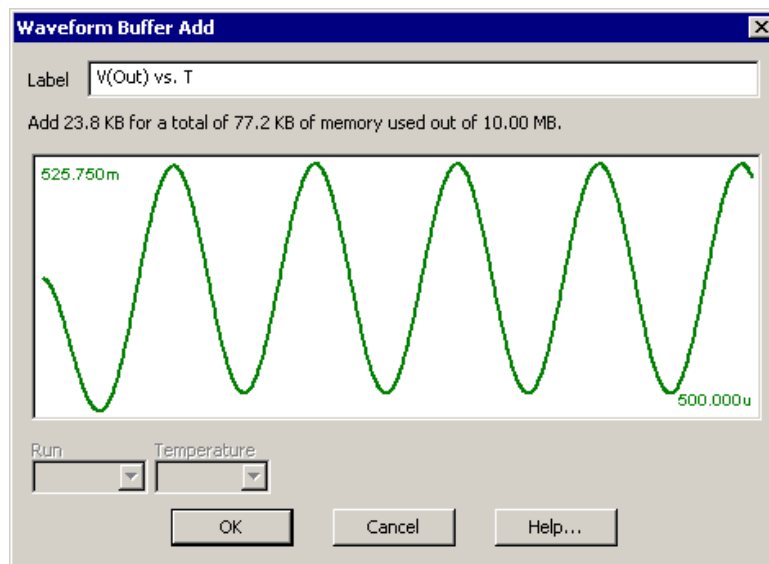 Waveform Buffer Add
Label V(Out) vs. T
Add 23.8 KB for a total of 77.2 KB of memory used out of 10.00 MB.
525.750m
500.000u
Run Temperature
OK Cancel Help...